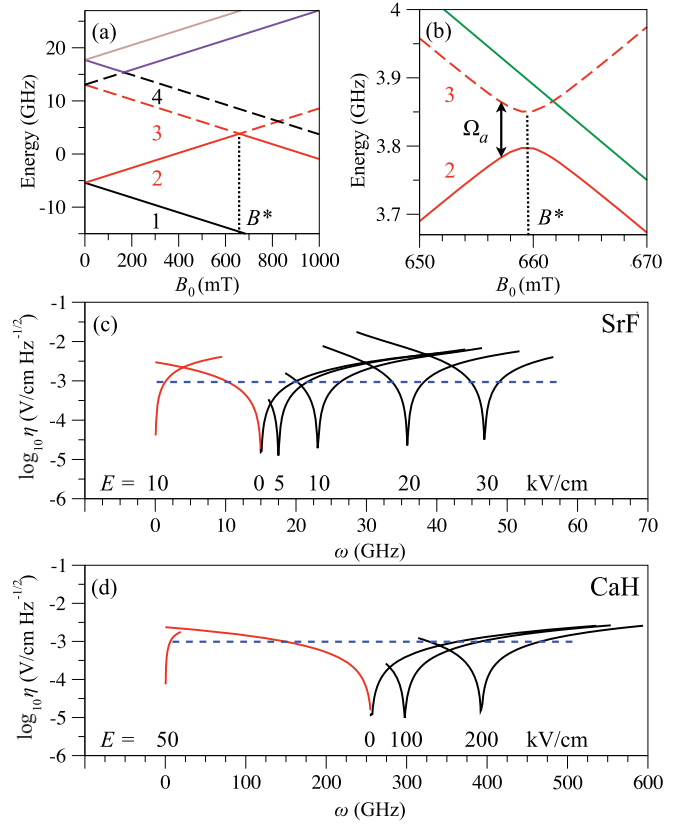 (a)
Energy (GHz)
20
10
0
-10
4
3
2
1
B*
0 200 400 600 800 1000
B0 (mT)
(b)
Energy (GHz)
4
3.9
3.8
3.7
3
2
Ωa
B*
650 660 670
B0 (mT)
(c)
SrF
log10 η (V/cm Hz-1/2)
-1
-2
-3
-4
-5
-6
E = 10 0 5 10 20 30 kV/cm
0 10 20 30 40 50 60 70
ω (GHz)
(d)
CaH
log10 η (V/cm Hz-1/2)
-1
-2
-3
-4
-5
-6
E = 50 0 100 200 kV/cm
0 100 200 300 400 500 600
ω (GHz)